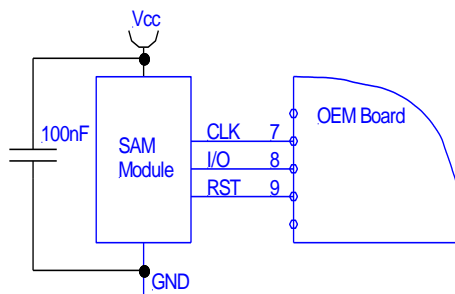 Vcc
100nF
SAM
Module
CLK 7
I/O 8
RST 9
OEM Board
GND